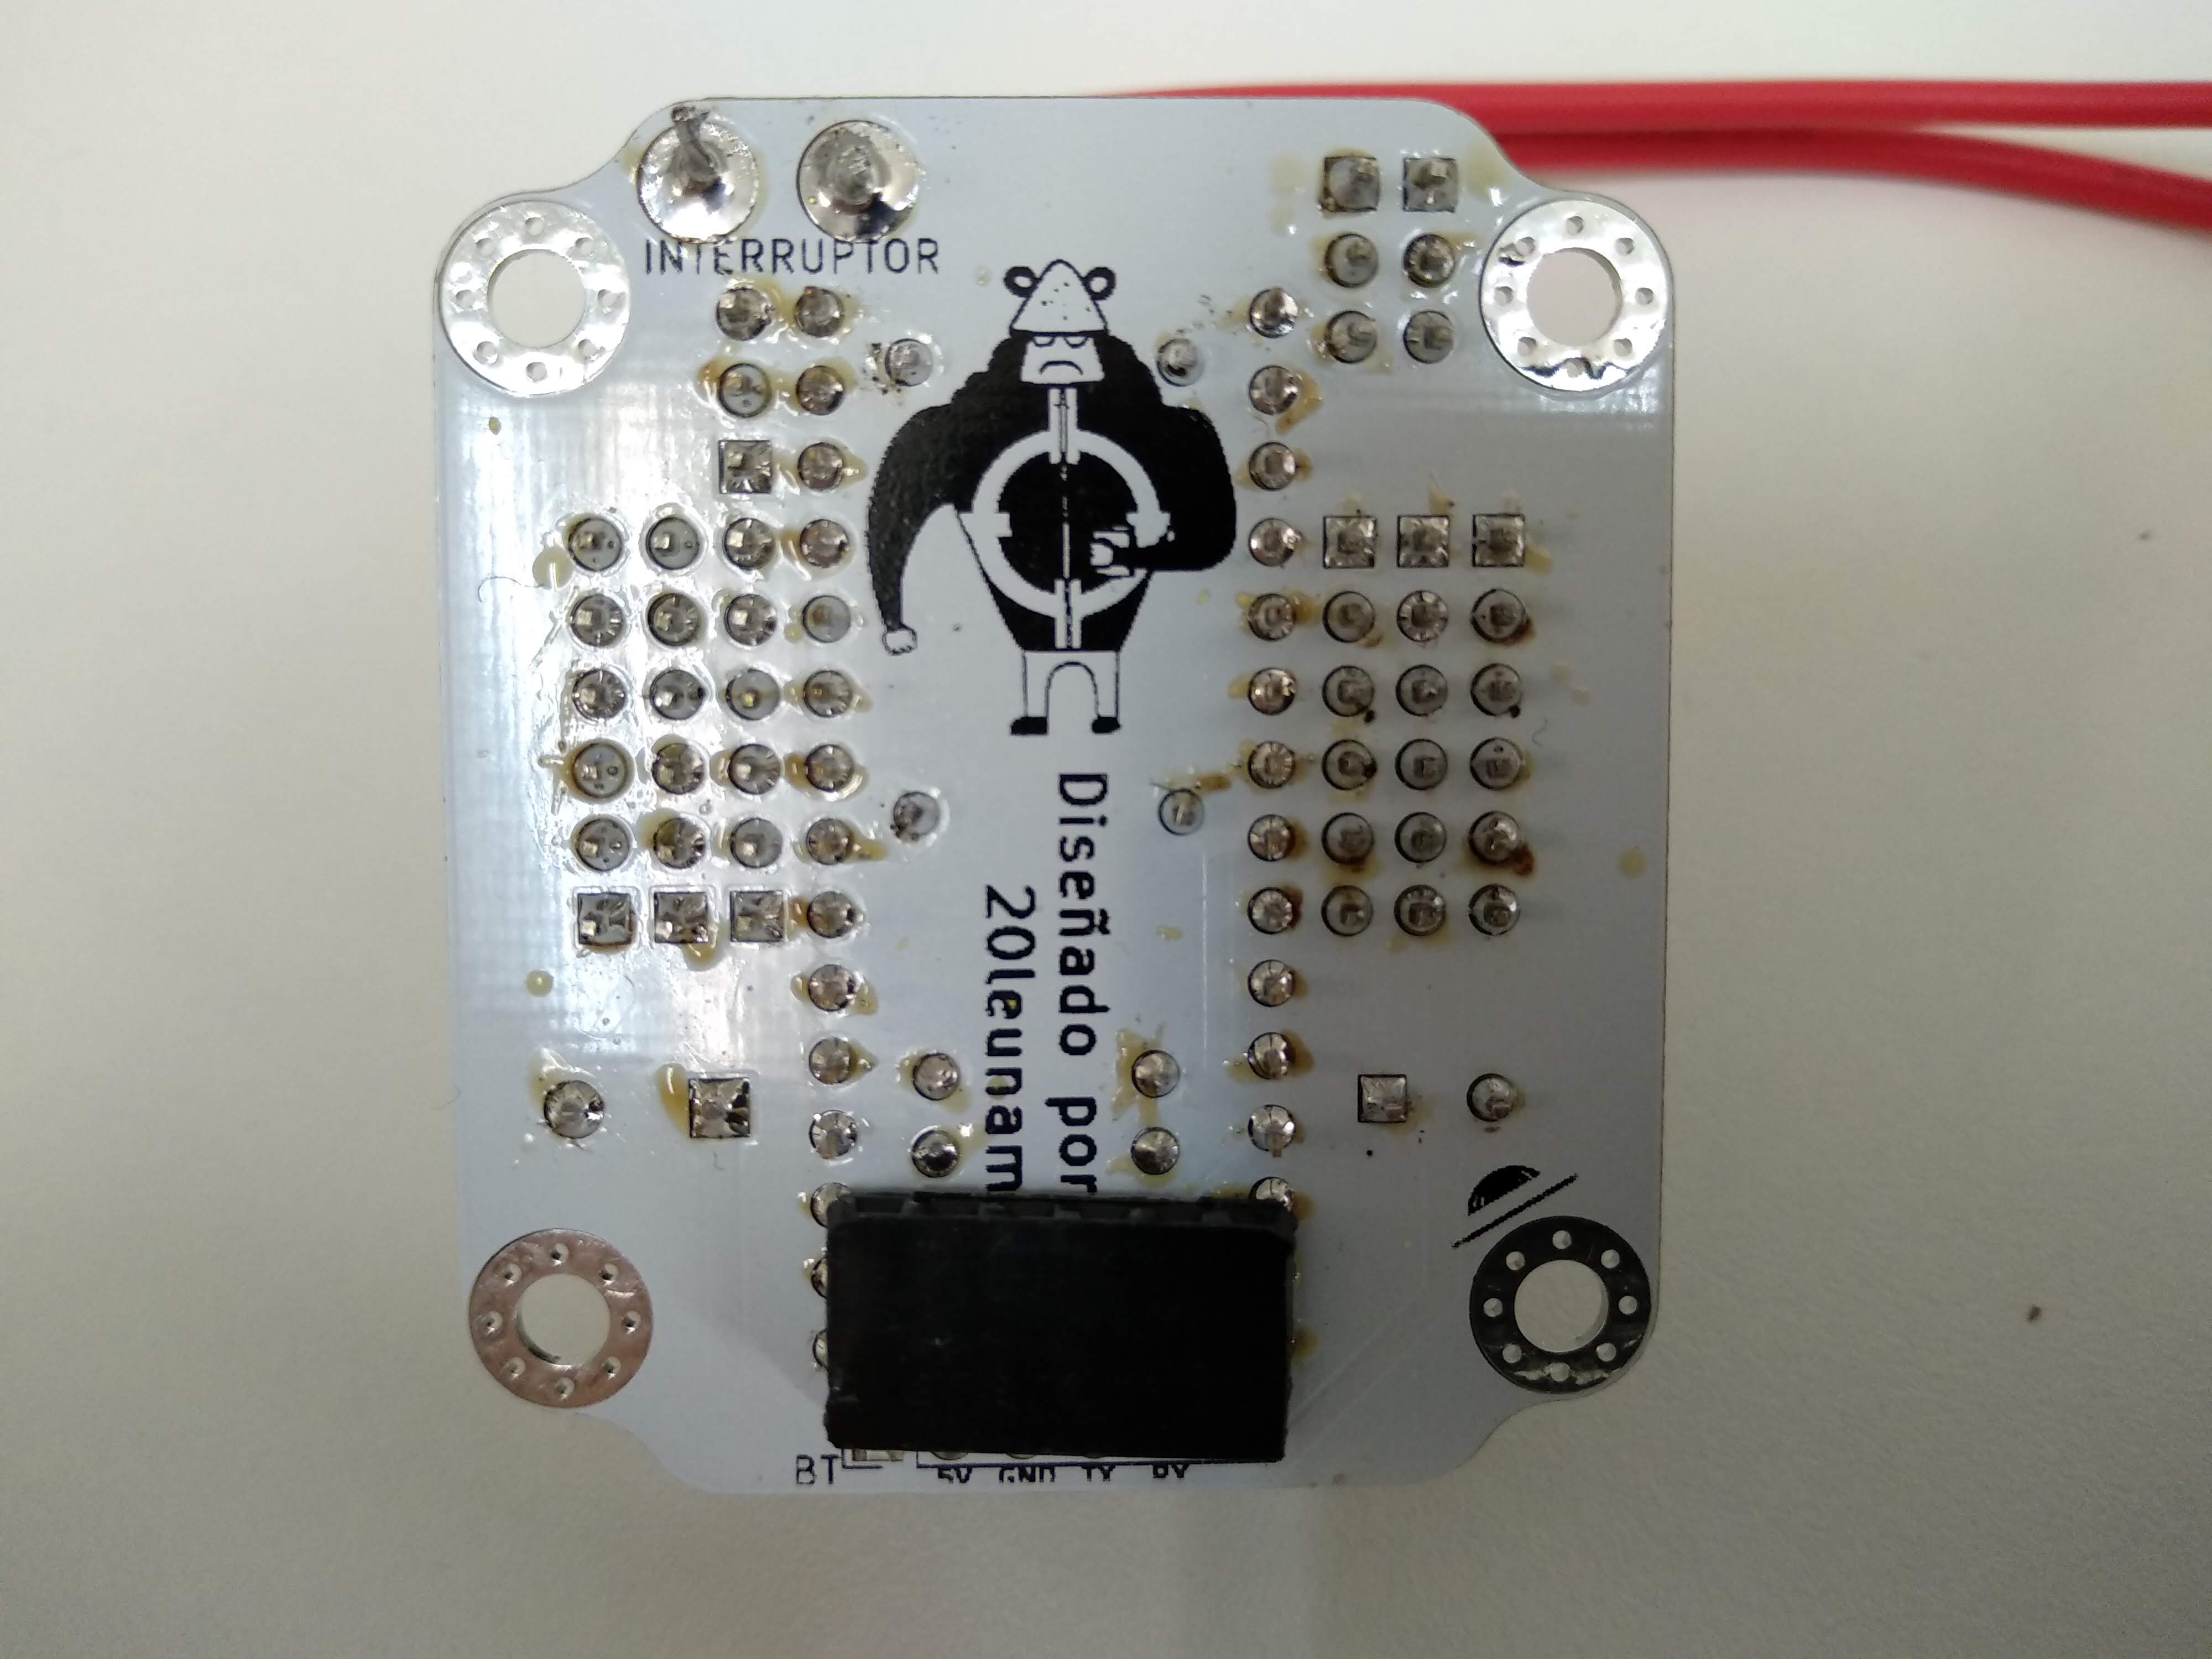 INTERRUPTOR
Diseñado por
20leunam
BT
5V GND TX RX